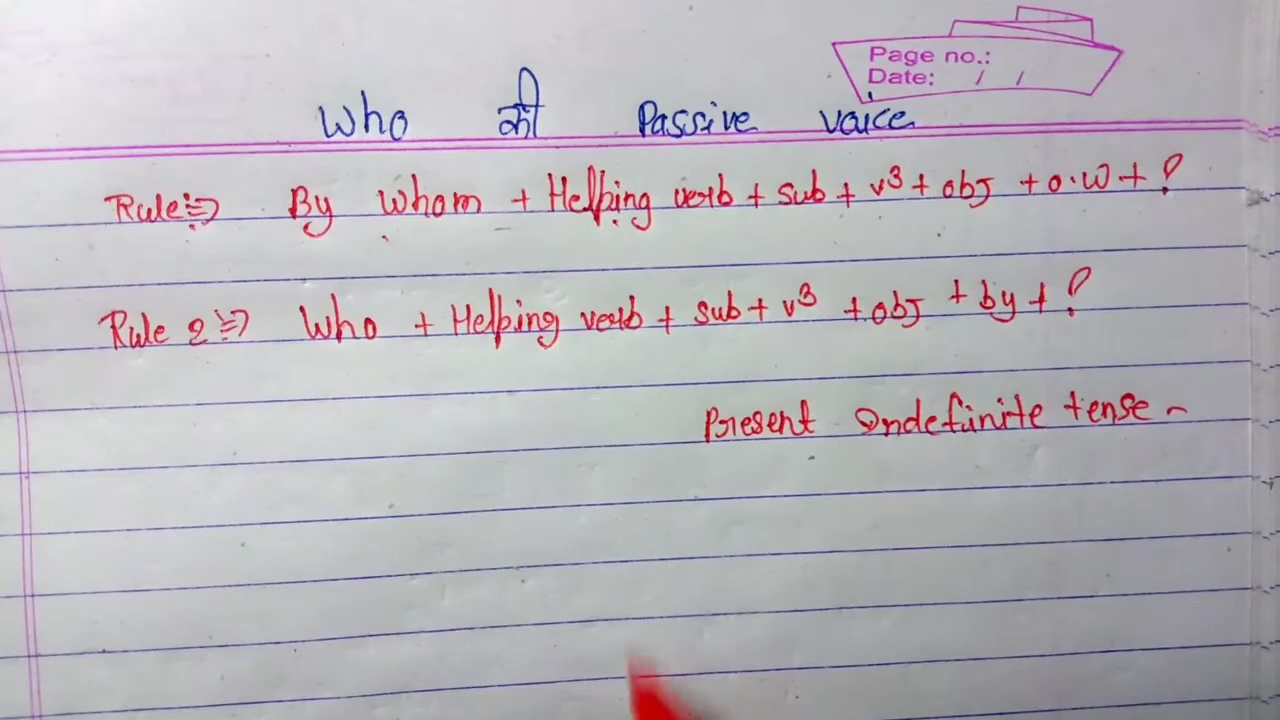 Page no.:
Date: / /
Who की Passive voice
Rule:⇒ By whom + Helping verb + sub + v³ + obj + o.w + ?
Rule 2⇒ Who + Helping verb + sub + v³ + obj + by + ?
Present Indefinite tense ~